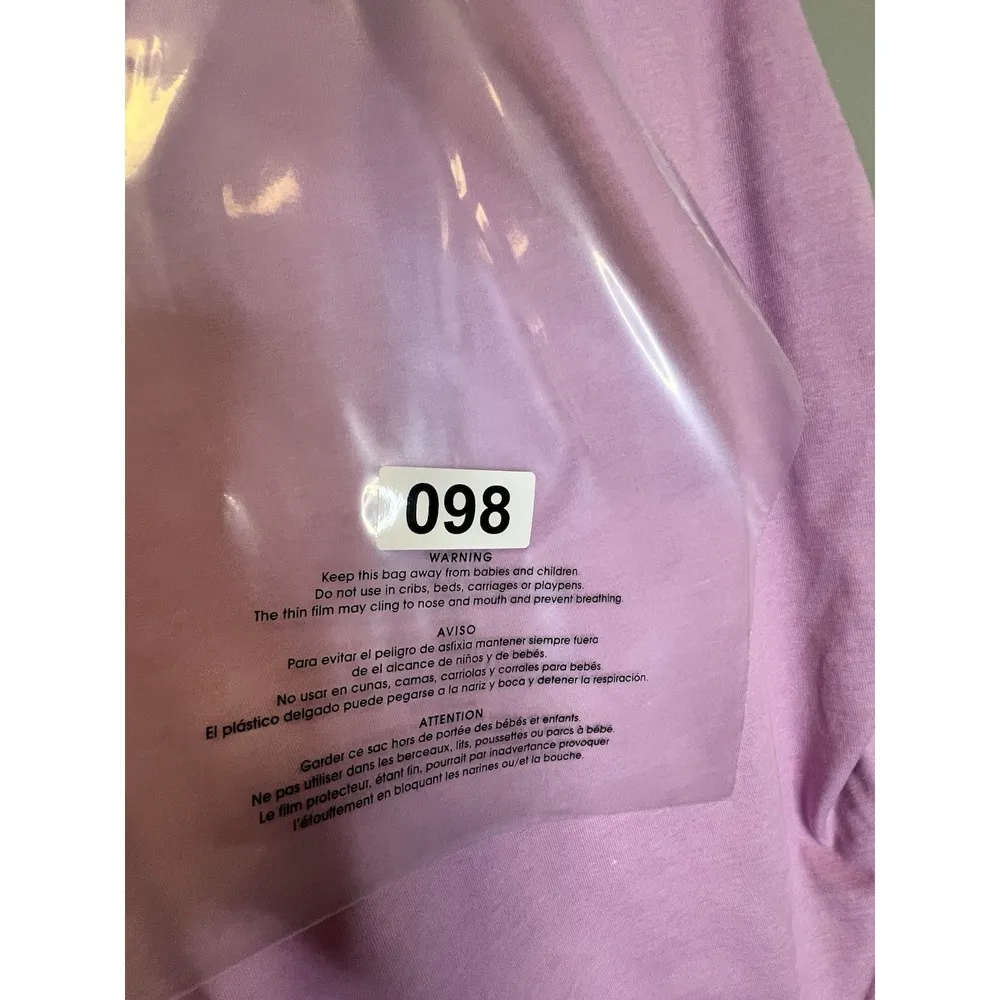 098
WARNING
Keep this bag away from babies and children.
Do not use in cribs, beds, carriages or playpens.
The thin film may cling to nose and mouth and prevent breathing.
AVISO
Para evitar el peligro de asfixia mantener siempre fuera
de el alcance de niños y de bebés.
No usar en cunas, camas, carriolas y corrales para bebés.
El plástico delgado puede pegarse a la nariz y boca y detener la respiración.
ATTENTION
Garder ce sac hors de portée des bébés et enfants.
Ne pas utiliser dans les berceaux, lits, poussettes ou parcs à bébé.
Le film protecteur, étant fin, pourrait par inadvertance provoquer
l'étouffement en bloquant les narines ou/et la bouche.